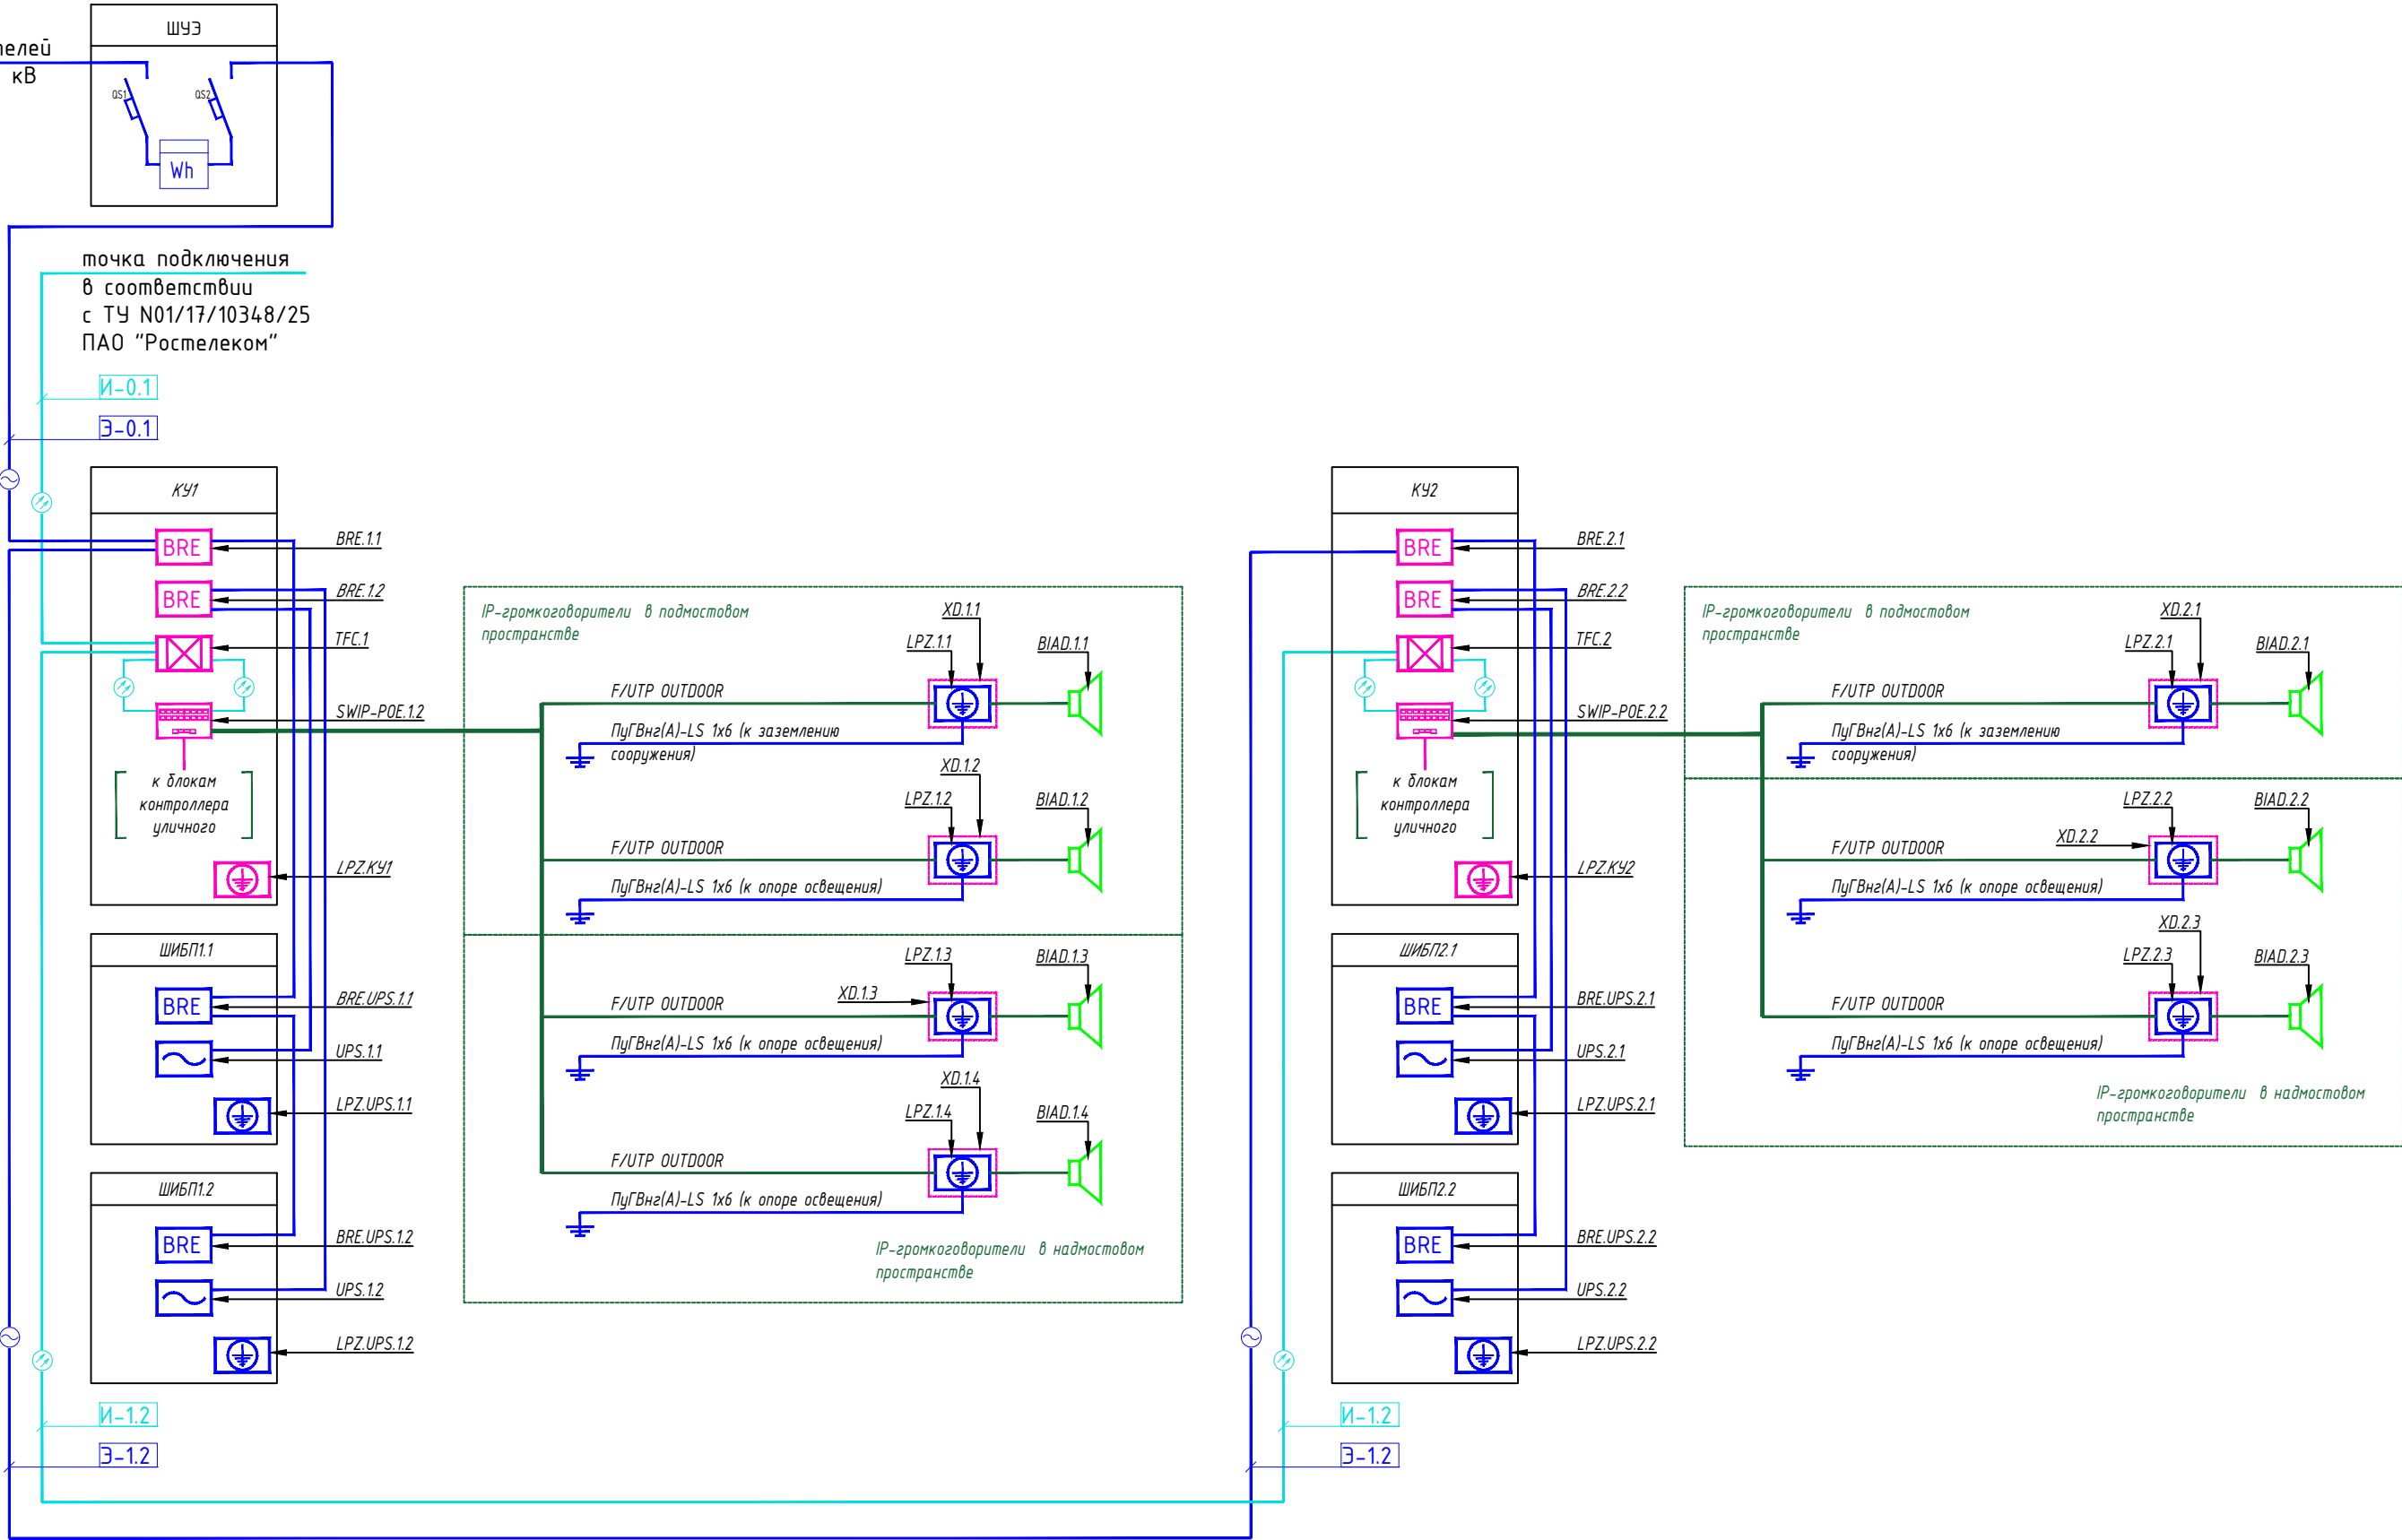 ШУЭ
кВ
QS1
QS2
Wh
точка подключения
в соответствии
с ТУ N01/17/10348/25
ПАО "Ростелеком"
И-0.1
Э-0.1
КУ1
BRE
BRE.1.1
BRE
BRE.1.2
TFC.1
SWIP-POE.1.2
к блокам
контроллера
уличного
LPZ.КУ1
ШИБП1.1
BRE
BRE.UPS.1.1
UPS.1.1
LPZ.UPS.1.1
ШИБП1.2
BRE
BRE.UPS.1.2
UPS.1.2
LPZ.UPS.1.2
И-1.2
Э-1.2
IP-громкоговорители в подмостовом
пространстве
XD.1.1
LPZ.1.1
BIAD.1.1
F/UTP OUTDOOR
ПуГВнг(А)-LS 1х6 (к заземлению
сооружения)
XD.1.2
LPZ.1.2
BIAD.1.2
F/UTP OUTDOOR
ПуГВнг(А)-LS 1х6 (к опоре освещения)
LPZ.1.3
BIAD.1.3
XD.1.3
F/UTP OUTDOOR
ПуГВнг(А)-LS 1х6 (к опоре освещения)
XD.1.4
LPZ.1.4
BIAD.1.4
F/UTP OUTDOOR
ПуГВнг(А)-LS 1х6 (к опоре освещения)
IP-громкоговорители в надмостовом
пространстве
КУ2
BRE
BRE.2.1
BRE
BRE.2.2
TFC.2
SWIP-POE.2.2
к блокам
контроллера
уличного
LPZ.КУ2
ШИБП2.1
BRE
BRE.UPS.2.1
UPS.2.1
LPZ.UPS.2.1
ШИБП2.2
BRE
BRE.UPS.2.2
UPS.2.2
LPZ.UPS.2.2
И-1.2
Э-1.2
IP-громкоговорители в подмостовом
пространстве
XD.2.1
LPZ.2.1
BIAD.2.1
F/UTP OUTDOOR
ПуГВнг(А)-LS 1х6 (к заземлению
сооружения)
LPZ.2.2
BIAD.2.2
XD.2.2
F/UTP OUTDOOR
ПуГВнг(А)-LS 1х6 (к опоре освещения)
XD.2.3
LPZ.2.3
BIAD.2.3
F/UTP OUTDOOR
ПуГВнг(А)-LS 1х6 (к опоре освещения)
IP-громкоговорители в надмостовом
пространстве